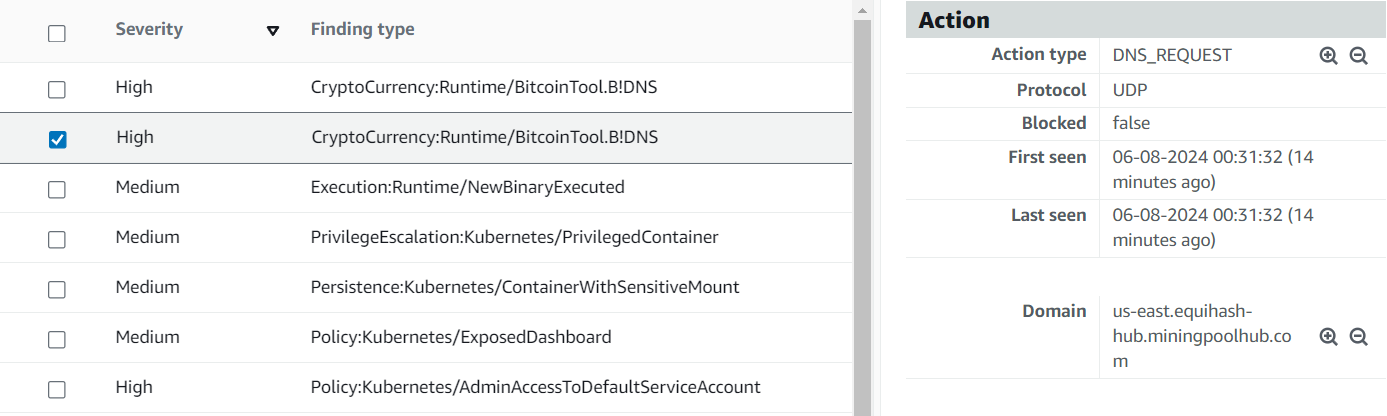 Severity Finding type
High CryptoCurrency:Runtime/BitcoinTool.B!DNS
High CryptoCurrency:Runtime/BitcoinTool.B!DNS
Medium Execution:Runtime/NewBinaryExecuted
Medium PrivilegeEscalation:Kubernetes/PrivilegedContainer
Medium Persistence:Kubernetes/ContainerWithSensitiveMount
Medium Policy:Kubernetes/ExposedDashboard
High Policy:Kubernetes/AdminAccessToDefaultServiceAccount
Action
Action type DNS_REQUEST
Protocol UDP
Blocked false
First seen 06-08-2024 00:31:32 (14
minutes ago)
Last seen 06-08-2024 00:31:32 (14
minutes ago)
Domain us-east.equihash-
hub.miningpoolhub.co
m